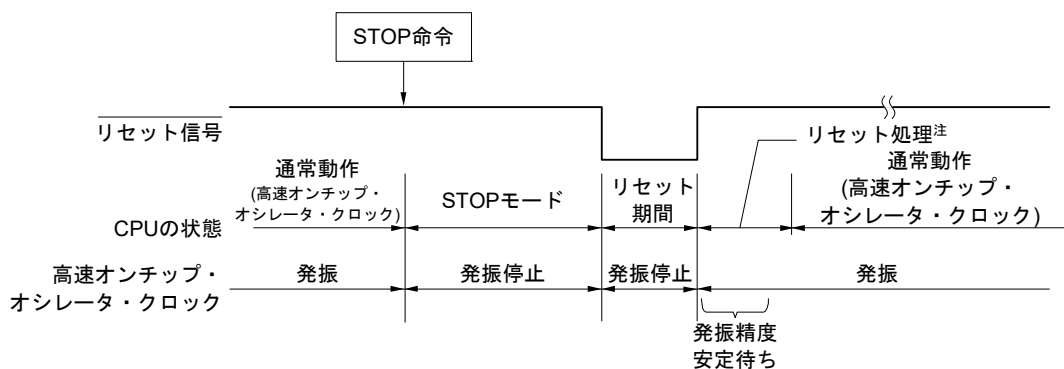 STOP命令
リセット信号
リセット処理注
通常動作
(高速オンチップ・
オシレータ・クロック)
STOPモード
リセット
期間
通常動作
(高速オンチップ・
オシレータ・クロック)
CPUの状態
高速オンチップ・
オシレータ・クロック
発振
発振停止
発振停止
発振
発振精度
安定待ち